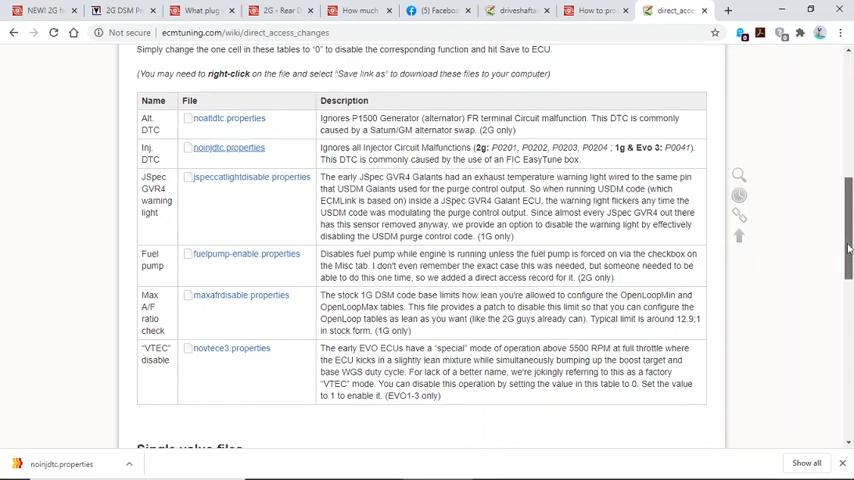 NEW! 2G fr
2G DSM Pr
What plug
2G - Rear D
How much
(5) Facebo
driveshafta
How to pro
direct_acce
Not secure
ecmtuning.com/wiki/direct_access_changes
Simply change the one cell in these tables to "0" to disable the corresponding function and hit Save to ECU.
(You may need to right-click on the file and select "Save link as" to download these files to your computer)
Name File Description
Alt. DTC
noaltdtc.properties
Ignores P1500 Generator (alternator) FR terminal Circuit malfunction. This DTC is commonly
caused by a Saturn/GM alternator swap. (2G only)
Inj. DTC
noinjdtc.properties
Ignores all Injector Circuit Malfunctions (2g: P0201, P0202, P0203, P0204 ; 1g & Evo 3: P0041).
This DTC is commonly caused by the use of an FIC EasyTune box.
JSpec
GVR4
warning
light
jspeccatlightdisable.properties
The early JSpec GVR4 Galants had an exhaust temperature warning light wired to the same pin
that USDM Galants used for the purge control output. So when running USDM code (which
ECMLink is based on) inside a JSpec GVR4 Galant ECU, the warning light flickers any time the
USDM code was modulating the purge control output. Since almost every JSpec GVR4 out there
has this sensor removed anyway, we provide an option to disable the warning light by effectively
disabling the USDM purge control code. (1G only)
Fuel
pump
fuelpump-enable.properties
Disables fuel pump while engine is running unless the fuel pump is forced on via the checkbox on
the Misc tab. I don't even remember the exact case this was needed, but someone needed to be
able to do this one time, so we added a direct access record for it. (2G only)
Max
A/F
ratio
check
maxafrdisable.properties
The stock 1G DSM code base limits how lean you're allowed to configure the OpenLoopMin and
OpenLoopMax tables. This file provides a patch to disable this limit so that you can configure the
OpenLoop tables as lean as you want (like the 2G guys already can). Typical limit is around 12.9:1
in stock form. (1G only)
"VTEC"
disable
novtece3.properties
The early EVO ECUs have a "special" mode of operation above 5500 RPM at full throttle where
the ECU kicks in a slightly lean mixture while simultaneously bumping up the boost target and
base WGS duty cycle. For lack of a better name, we're jokingly referring to this as a factory
"VTEC" mode. You can disable this operation by setting the value in this table to 0. Set the value
to 1 to enable it. (EVO1-3 only)
Single value files
noinjdtc.properties
Show all